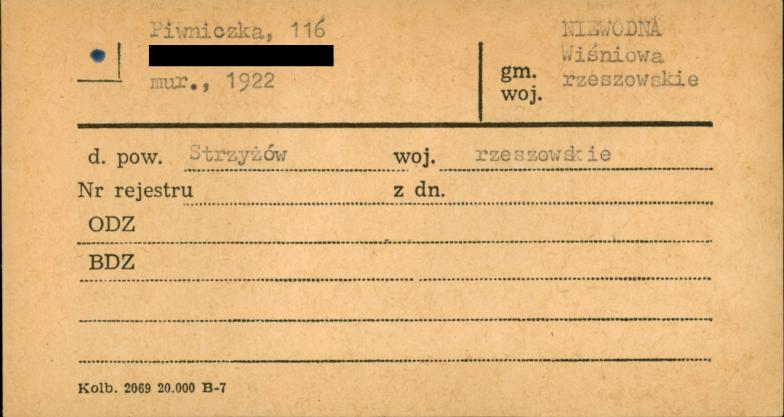 Piwniczka, 116
NIEWODNA
Wiśniowa
mur., 1922
gm.
woj. rzeszowskie
d. pow. Strzyżów woj. rzeszowskie
Nr rejestru z dn.
ODZ
BDZ
Kolb. 2069 20.000 B-7